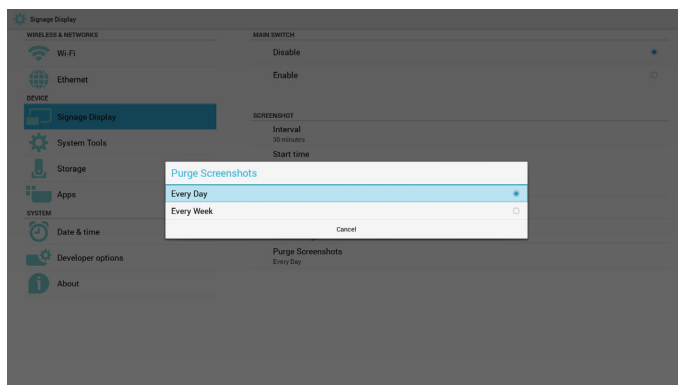 Signage Display
WIRELESS & NETWORKS
Wi-Fi
Ethernet
DEVICE
Signage Display
System Tools
Storage
Apps
SYSTEM
Date & time
Developer options
About
MAIN SWITCH
Disable
Enable
SCREENSHOT
Interval
30 minutes
Start time
Purge Screenshots
Every Day
Every Week
Cancel
Purge Screenshots
Every Day